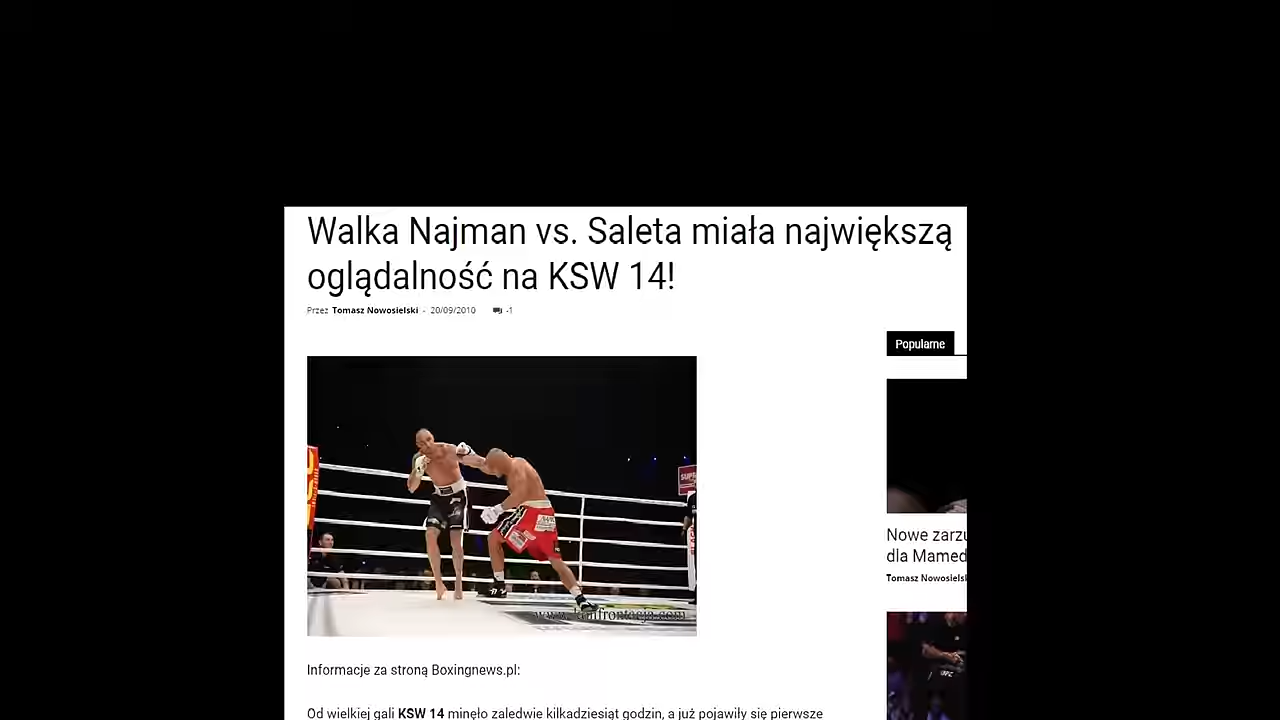 Walka Najman vs. Saleta miała największą
oglądalność na KSW 14!
Przez Tomasz Nowosielski - 20/09/2010 -1
Popularne
Nowe zarzu
dla Mamed
Tomasz Nowosielsk
Informacje za stroną Boxingnews.pl:
Od wielkiej gali KSW 14 minęło zaledwie kilkadziesiąt godzin, a już pojawiły się pierwsze